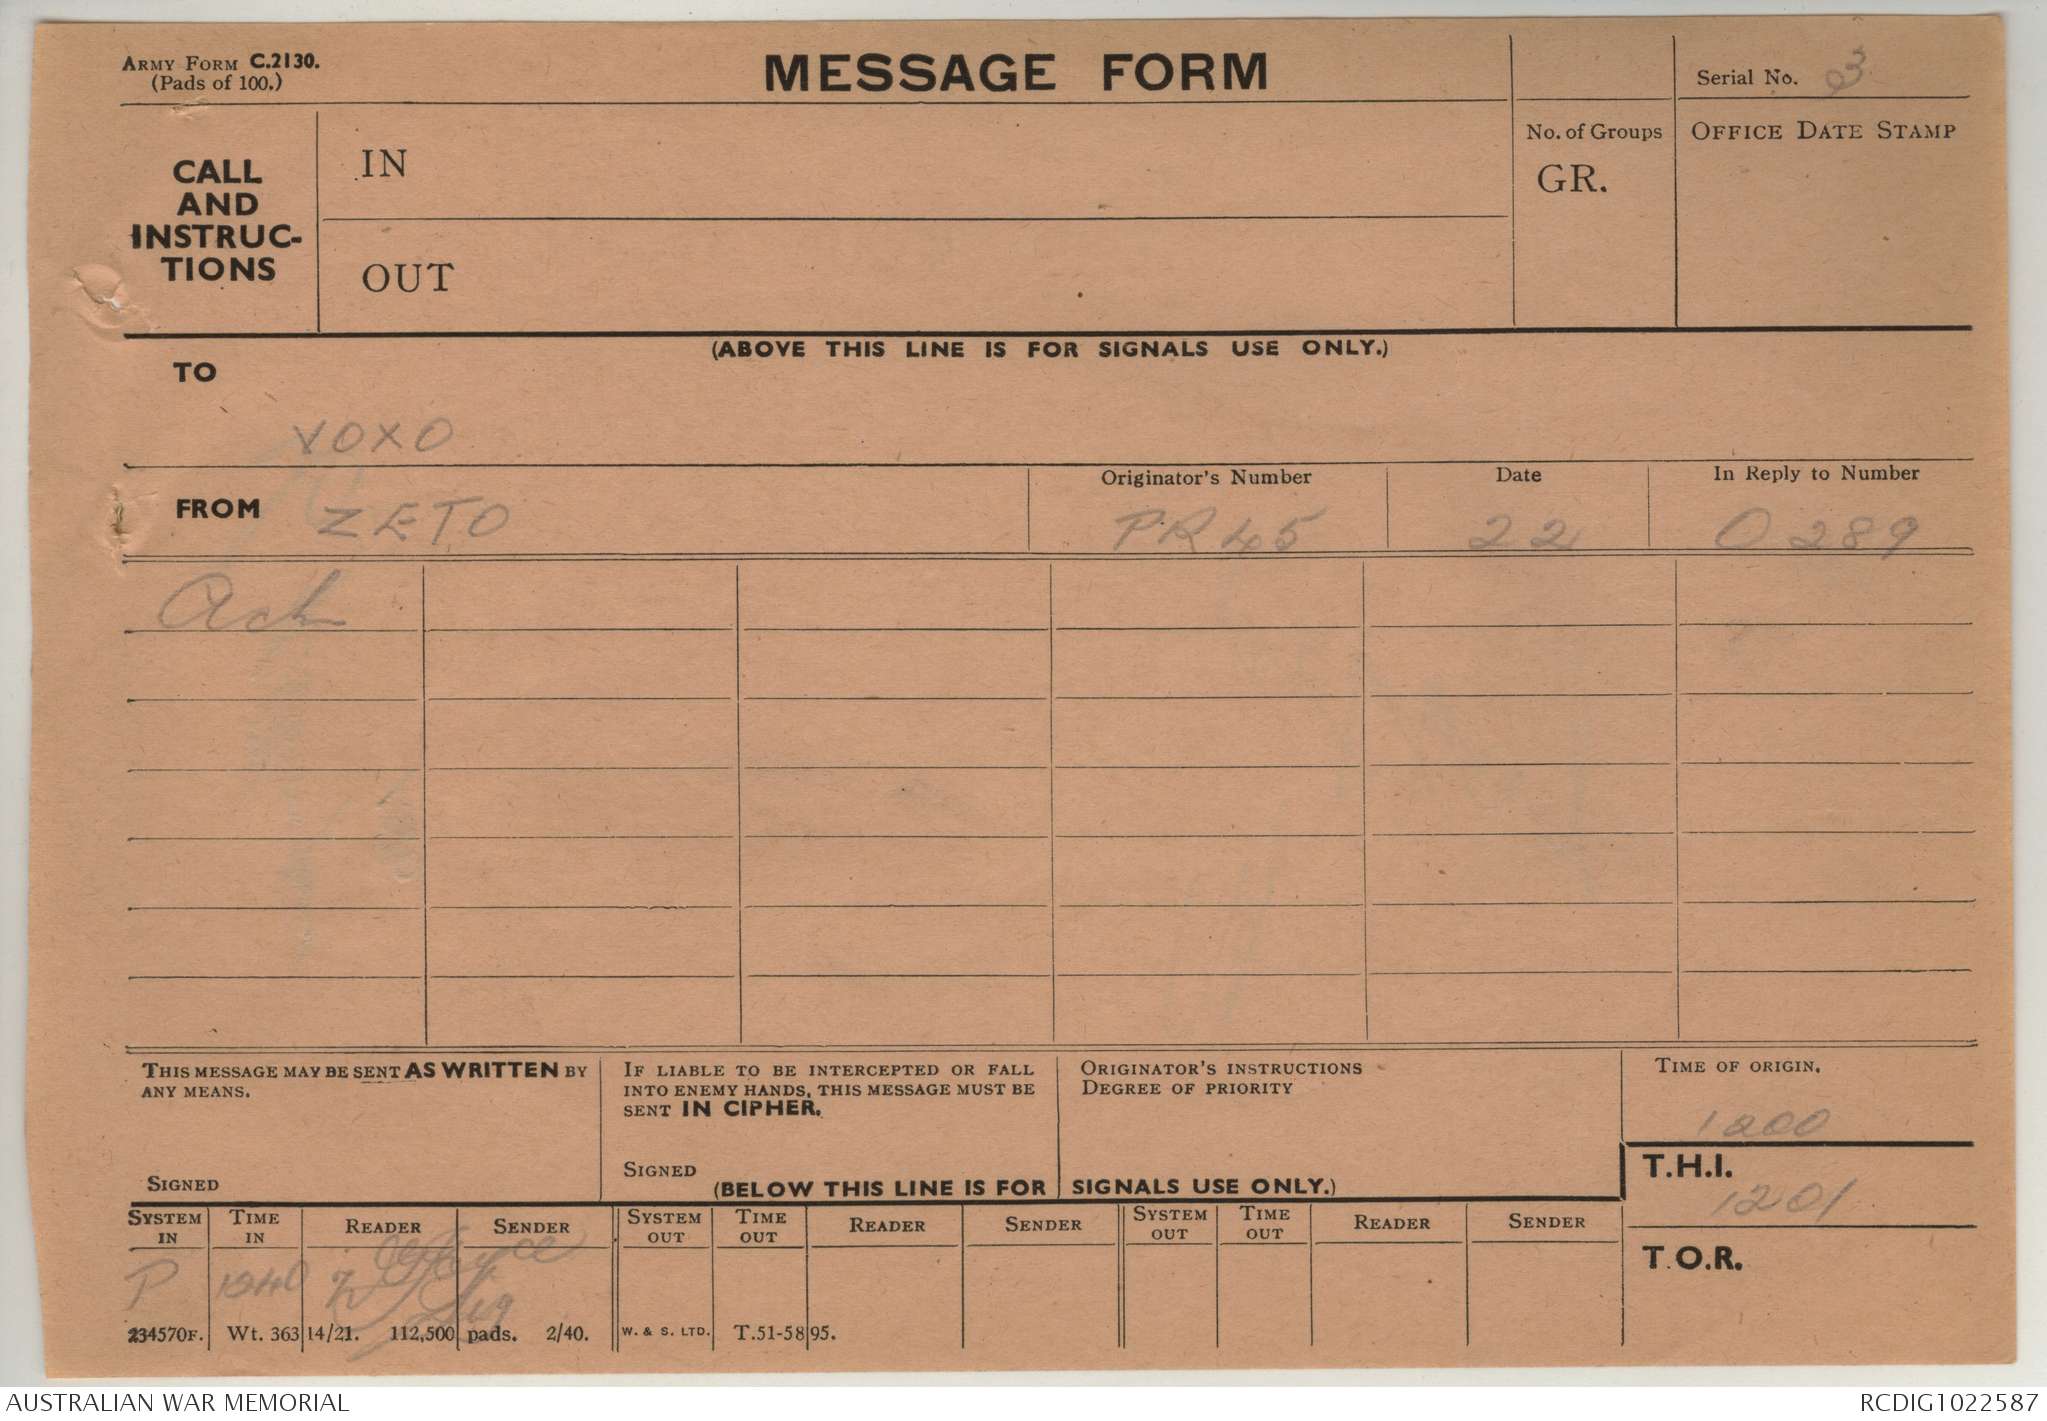 ARMY FORM C.2130.
(Pads of 100.)
MESSAGE FORM
Serial No. 3
CALL
AND
INSTRUC-
TIONS
IN
OUT
No. of Groups
GR.
OFFICE DATE STAMP
(ABOVE THIS LINE IS FOR SIGNALS USE ONLY.)
TO
VOXO
FROM ZETO
Originator's Number
PR 45
Date
22
In Reply to Number
O 289
Ack
THIS MESSAGE MAY BE SENT AS WRITTEN BY
ANY MEANS.
SIGNED
IF LIABLE TO BE INTERCEPTED OR FALL
INTO ENEMY HANDS, THIS MESSAGE MUST BE
SENT IN CIPHER.
SIGNED
ORIGINATOR'S INSTRUCTIONS
DEGREE OF PRIORITY
TIME OF ORIGIN.
1200
T.H.I.
1201
T.O.R.
(BELOW THIS LINE IS FOR SIGNALS USE ONLY.)
SYSTEM IN TIME IN READER SENDER SYSTEM OUT TIME OUT READER SENDER SYSTEM OUT TIME OUT READER SENDER
P 1240
Sig
234570F. Wt. 363 14/21. 112,500 pads. 2/40. W. & S. LTD. T.51-5895.
AUSTRALIAN WAR MEMORIAL
RCDIG1022587